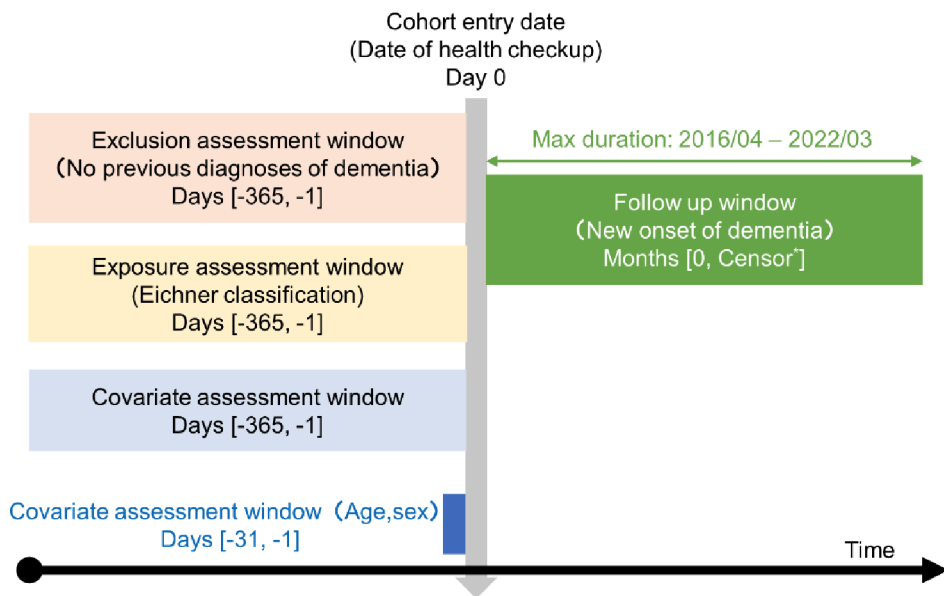 Cohort entry date
(Date of health checkup)
Day 0
Exclusion assessment window
（No previous diagnoses of dementia）
Days [-365, -1]
Max duration: 2016/04 – 2022/03
Follow up window
（New onset of dementia）
Months [0, Censor*]
Exposure assessment window
(Eichner classification)
Days [-365, -1]
Covariate assessment window
Days [-365, -1]
Covariate assessment window（Age,sex）
Days [-31, -1]
Time